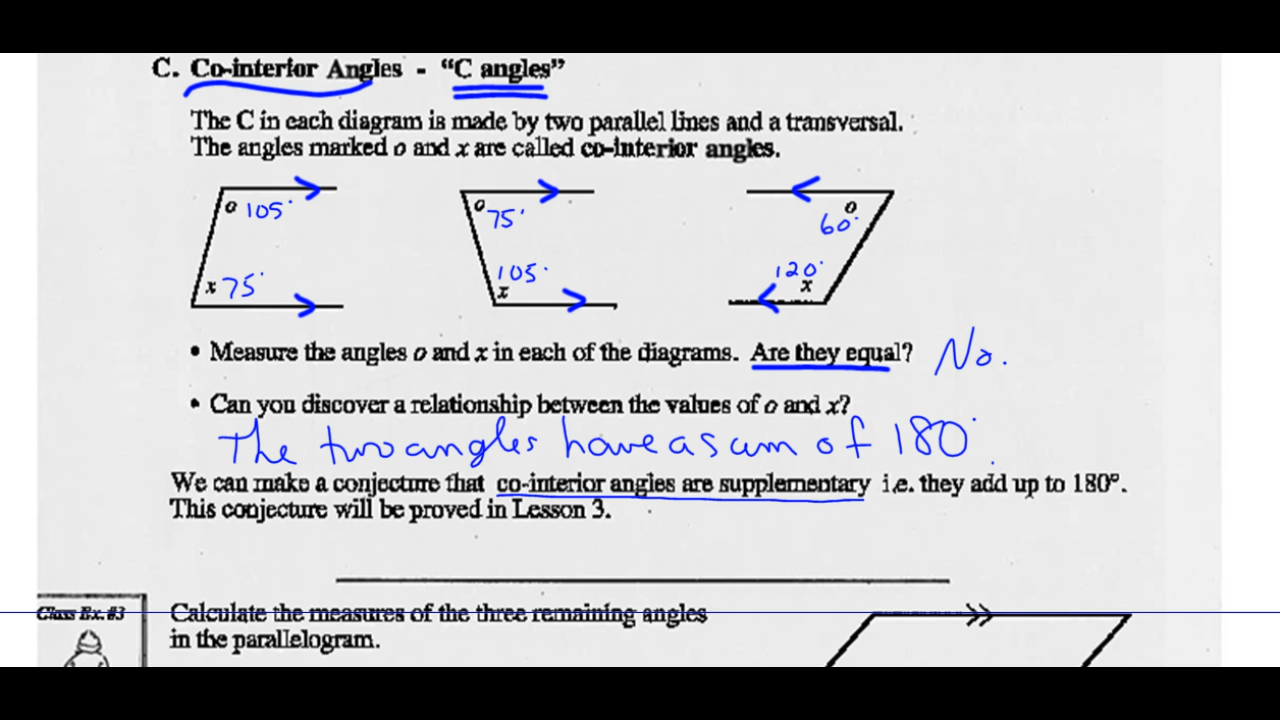 C. Co-interior Angles - “C angles”
The C in each diagram is made by two parallel lines and a transversal.
The angles marked o and x are called co-interior angles.
o 105°
o 75°
o 60°
x 75°
105° x
120° x
• Measure the angles o and x in each of the diagrams. Are they equal? No.
• Can you discover a relationship between the values of o and x?
The two angles have a sum of 180°.
We can make a conjecture that co-interior angles are supplementary i.e. they add up to 180°.
This conjecture will be proved in Lesson 3.
Class Ex. #3
Calculate the measures of the three remaining angles
in the parallelogram.